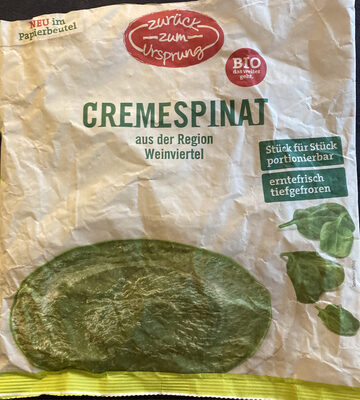 NEU im
Papierbeutel
zurück
zum
Ursprung
BIO
das weiter
geht.
CREMESPINAT
aus der Region
Weinviertel
Stück für Stück
portionierbar
erntefrisch
tiefgefroren